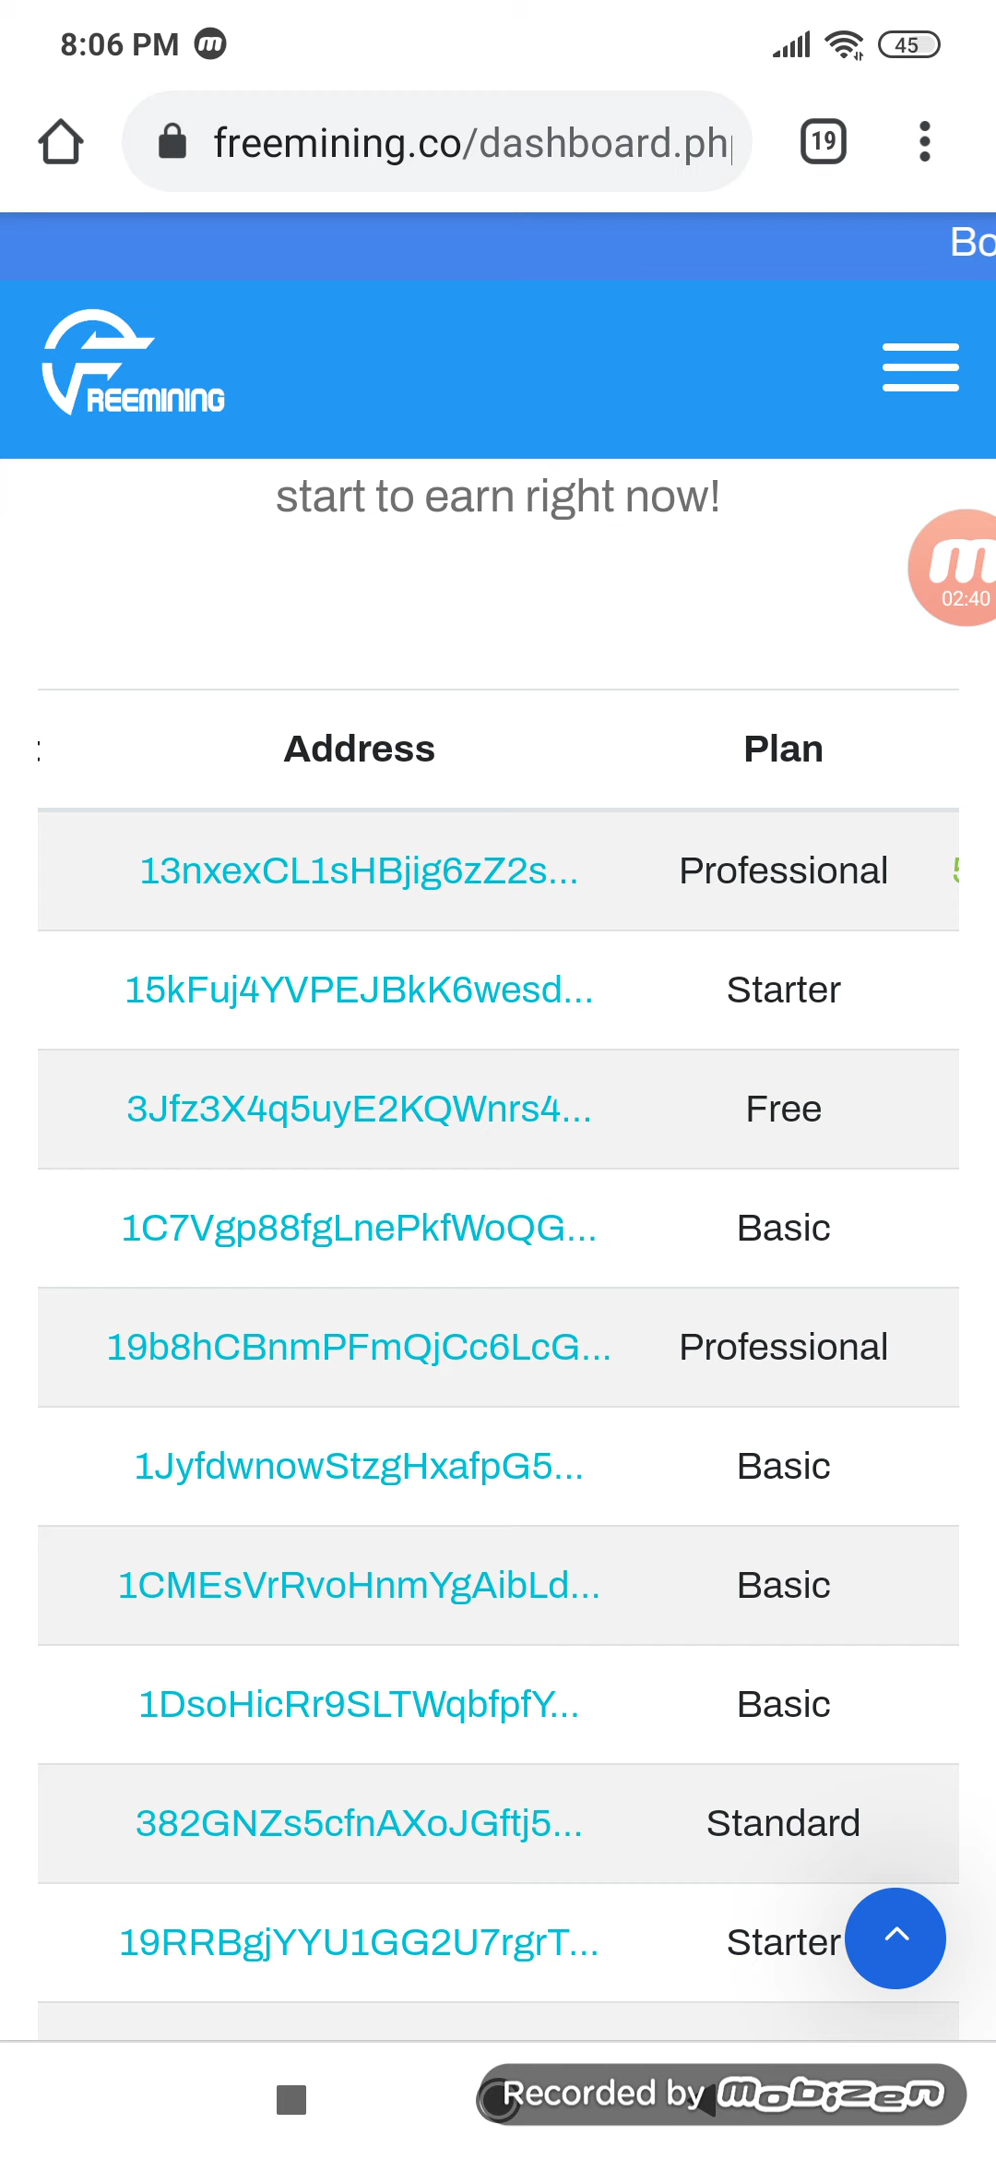 8:06 PM
45
freemining.co/dashboard.ph
19
Bo
REEMINING
start to earn right now!
02:40
Address Plan
13nxexCL1sHBjig6zZ2s... Professional
15kFuj4YVPEJBkK6wesd... Starter
3Jfz3X4q5uyE2KQWnrs4... Free
1C7Vgp88fgLnePkfWoQG... Basic
19b8hCBnmPFmQjCc6LcG... Professional
1JyfdwnowStzgHxafpG5... Basic
1CMEsVrRvoHnmYgAibLd... Basic
1DsoHicRr9SLTWqbfpfY... Basic
382GNZs5cfnAXoJGftj5... Standard
19RRBgjYYU1GG2U7rgrT... Starter
Recorded by mobizen